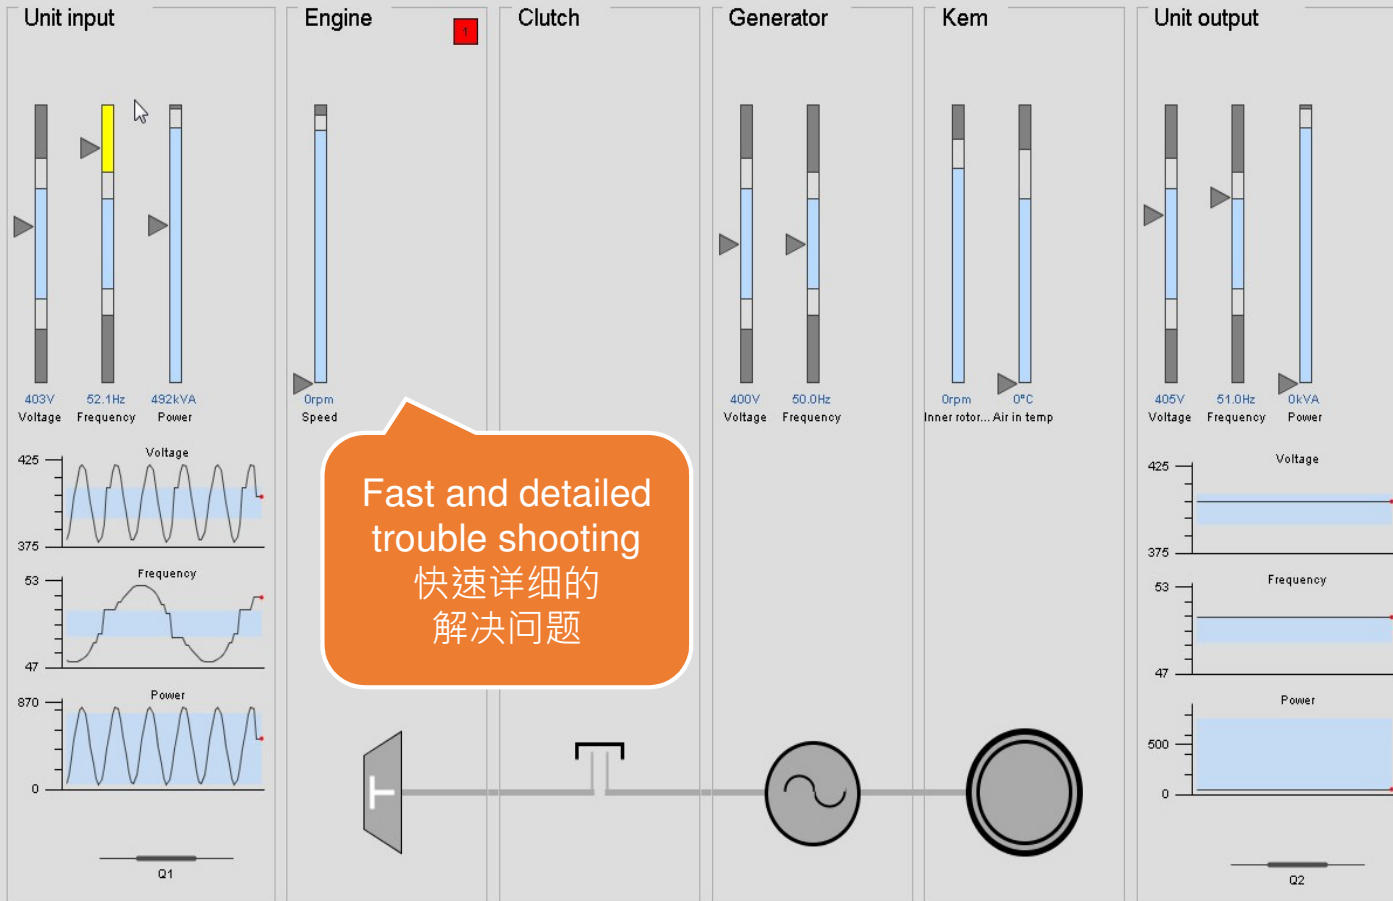 Unit input
Engine
1
Clutch
Generator
Kem
Unit output
403V
52.1Hz
492kVA
Voltage
Frequency
Power
0rpm
Speed
400V
50.0Hz
Voltage
Frequency
0rpm
0°C
Inner rotor...
Air in temp
405V
51.0Hz
0kVA
Voltage
Frequency
Power
Voltage
425
375
Frequency
53
47
Power
870
0
Q1
Fast and detailed
trouble shooting
快速详细的
解决问题
Voltage
425
375
Frequency
53
47
Power
500
0
Q2